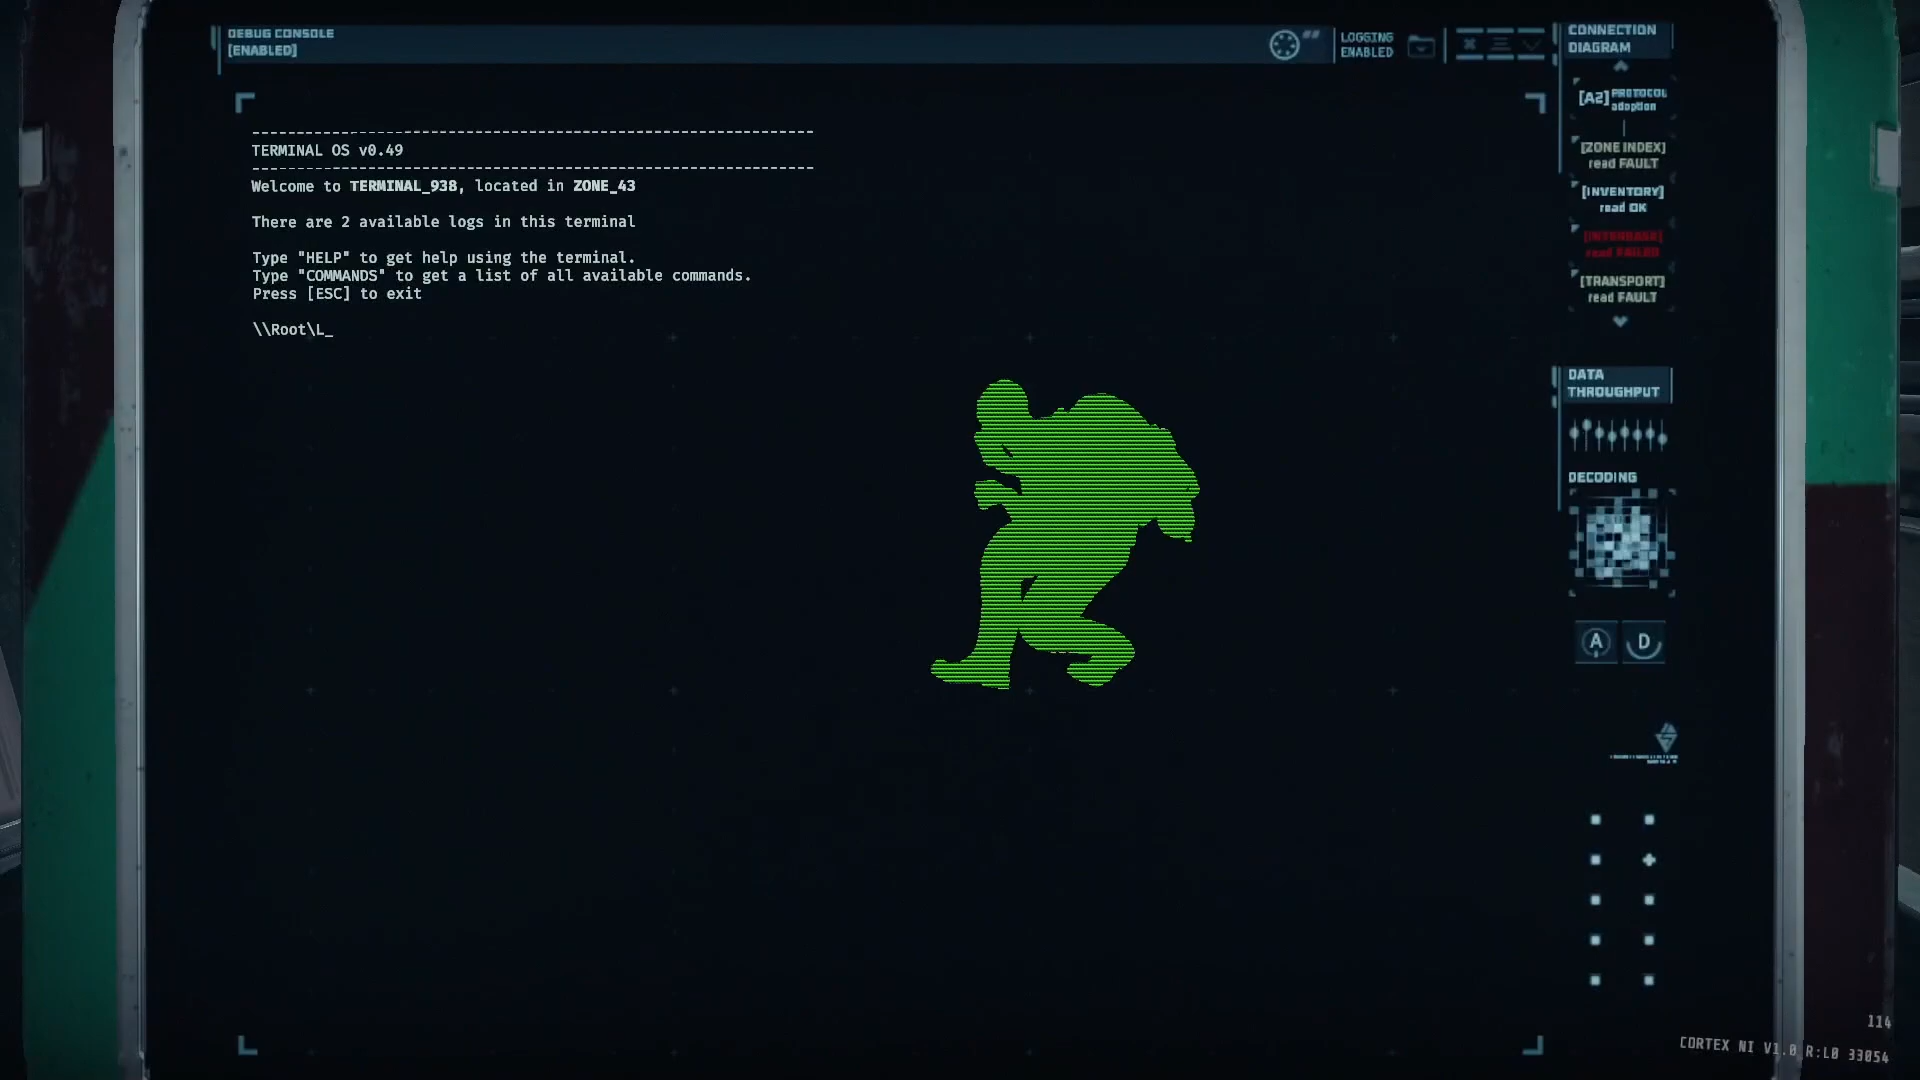 DEBUG CONSOLE
[ENABLED]
LOGGING
ENABLED
TERMINAL OS v0.49
Welcome to TERMINAL_938, located in ZONE_43
There are 2 available logs in this terminal
Type "HELP" to get help using the terminal.
Type "COMMANDS" to get a list of all available commands.
Press [ESC] to exit
\\Root\L_
CONNECTION
DIAGRAM
[A2] PROTOCOL
adoption
[ZONE INDEX]
read FAULT
[INVENTORY]
read OK
read FAILED
[TRANSPORT]
read FAULT
DATA
THROUGHPUT
DECODING
A D
114
CORTEX NI V1.0 R:L0 33054